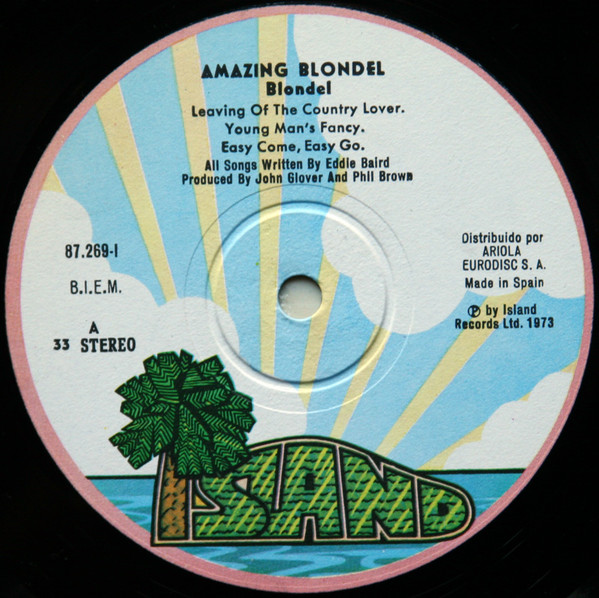 AMAZING BLONDEL
Blondel
Leaving Of The Country Lover.
Young Man's Fancy.
Easy Come, Easy Go.
All Songs Written By Eddie Baird
Produced By John Glover And Phil Brown
87.269-I
B.I.E.M.
A
33 STEREO
Distribuido por
ARIOLA
EURODISC S. A.
Made in Spain
℗ by Island
Records Ltd. 1973
ISLAND